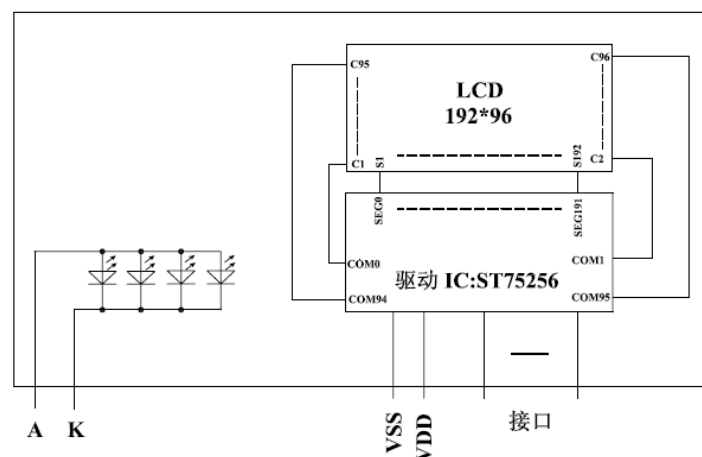 C95
C96
LCD
192*96
C1
S1
S192
C2
SEG0
SEG191
COM0
COM1
驱动 IC:ST75256
COM94
COM95
A
K
VSS
VDD
接口